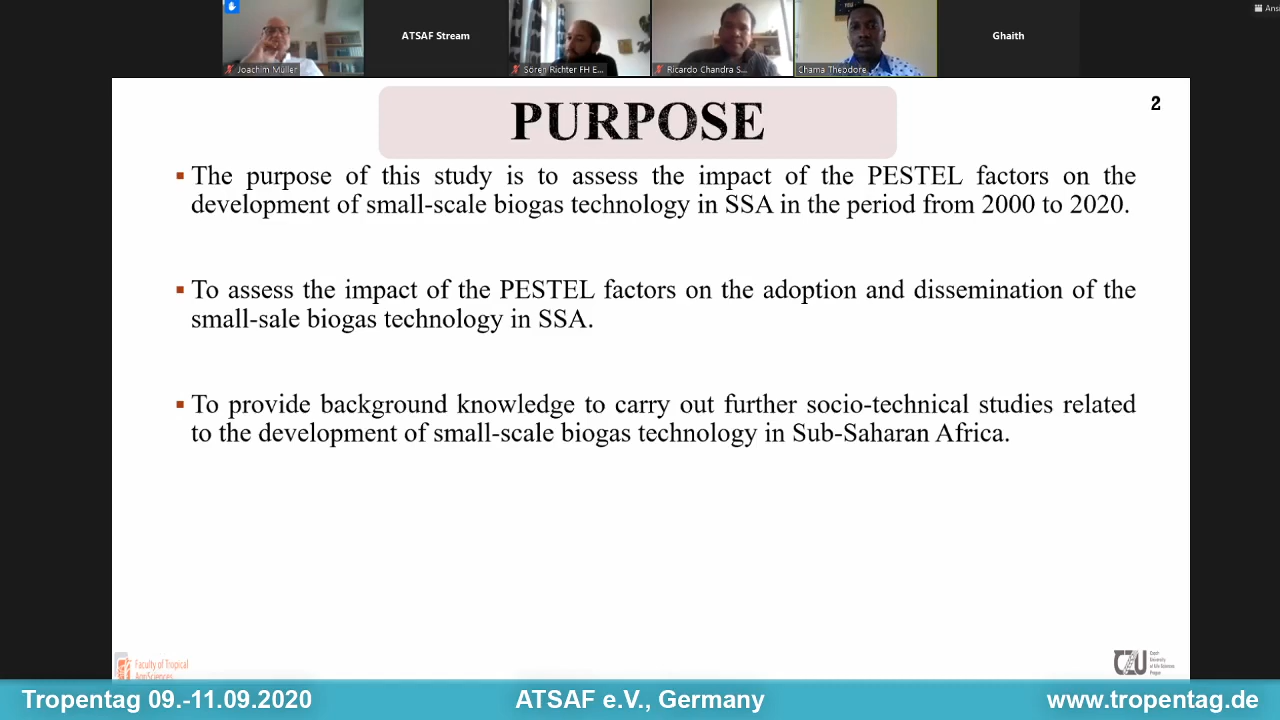 Ans
Joachim Müller
ATSAF Stream
Sören Richter FH E...
Ricardo Chandra S...
YOU
Chama Theodore...
Ghaith
PURPOSE
2
The purpose of this study is to assess the impact of the PESTEL factors on the
development of small-scale biogas technology in SSA in the period from 2000 to 2020.
To assess the impact of the PESTEL factors on the adoption and dissemination of the
small-sale biogas technology in SSA.
To provide background knowledge to carry out further socio-technical studies related
to the development of small-scale biogas technology in Sub-Saharan Africa.
Faculty of Tropical
AgriSciences
CZU
Czech
University
of Life Sciences
Prague
Tropentag 09.-11.09.2020
ATSAF e.V., Germany
www.tropentag.de